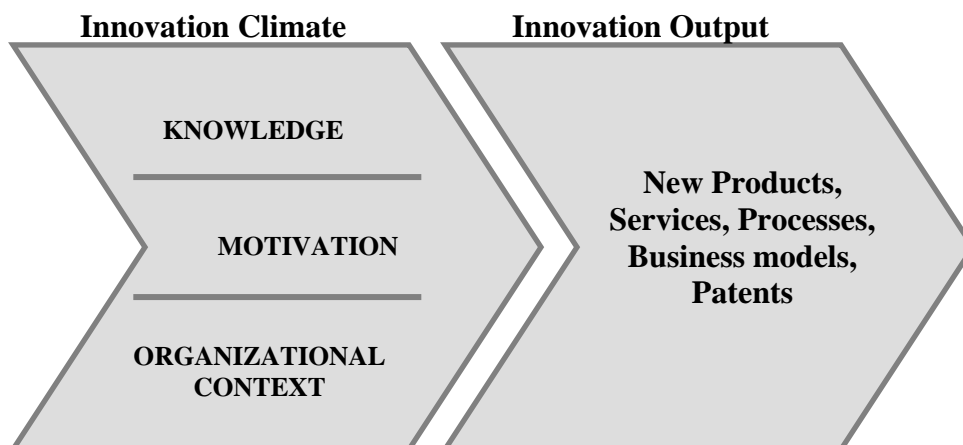 Innovation Climate
KNOWLEDGE
MOTIVATION
ORGANIZATIONAL
CONTEXT
Innovation Output
New Products,
Services, Processes,
Business models,
Patents